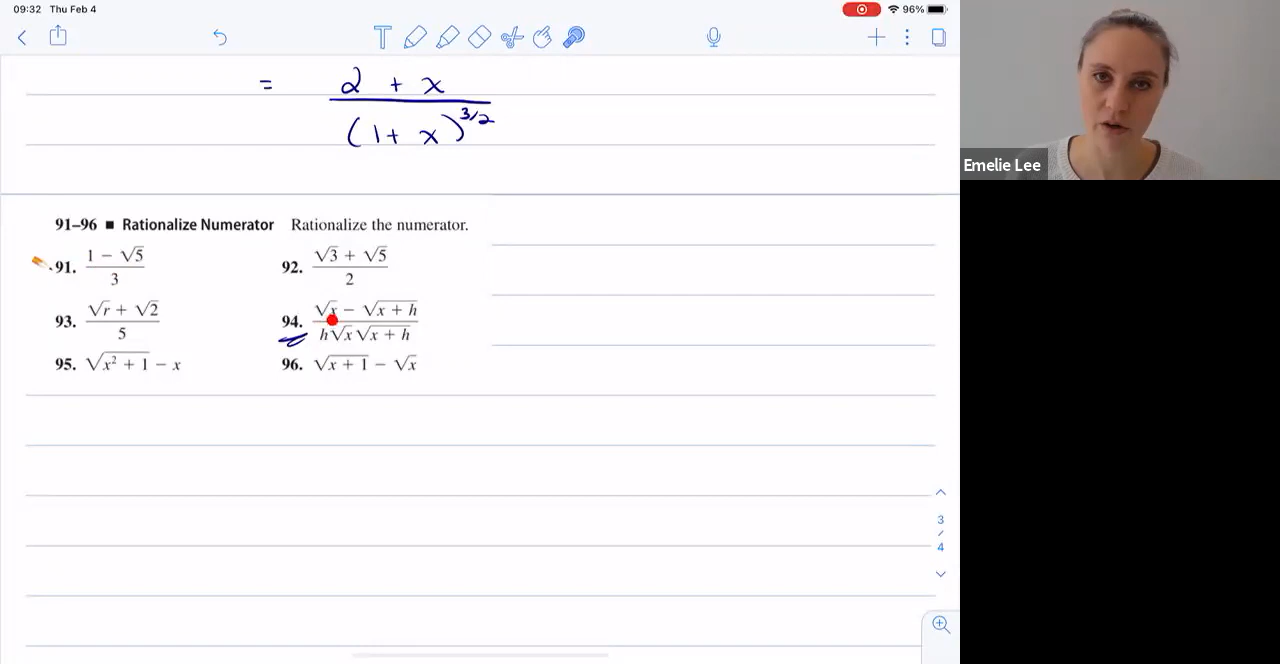 09:32 Thu Feb 4
96%
= 2 + x
(1 + x)^3/2
91–96 ■ Rationalize Numerator Rationalize the numerator.
91. (1 − √5)/3 92. (√3 + √5)/2
93. (√r + √2)/5 94. (√x − √(x + h))/(h√x√(x + h))
95. √(x² + 1) − x 96. √(x + 1) − √x
Emelie Lee
3
/
4